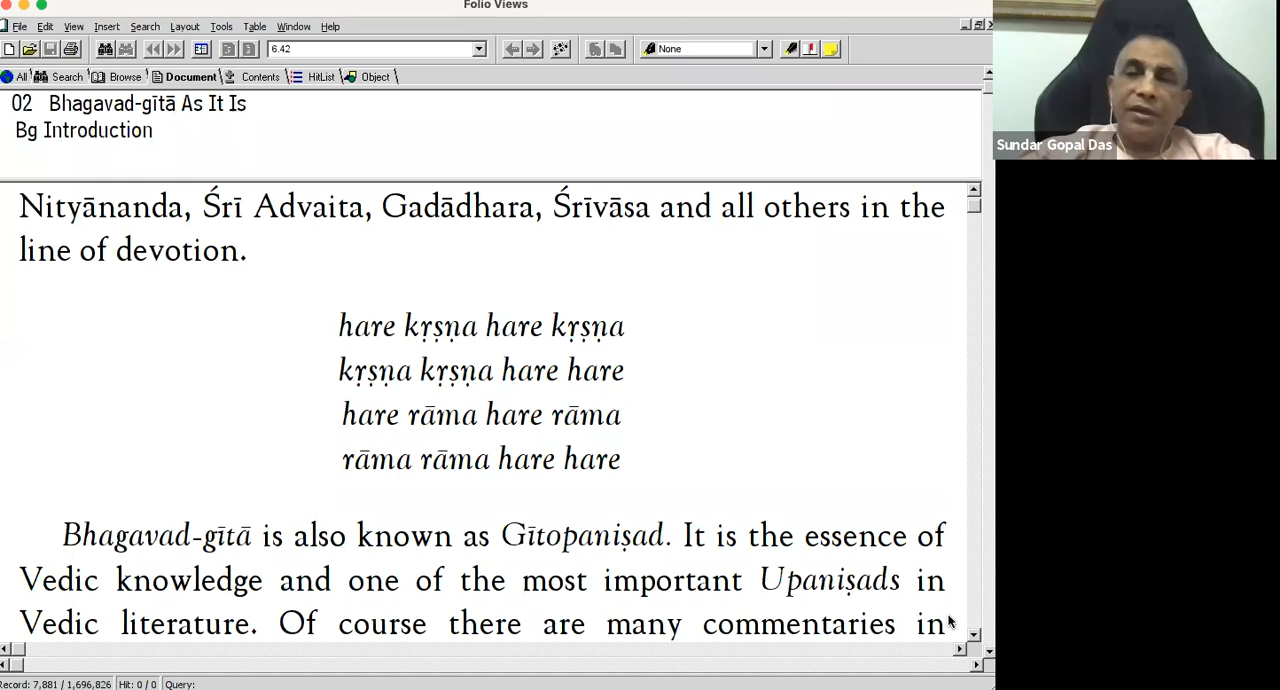 Folio Views
File Edit View Insert Search Layout Tools Table Window Help
6.42 None
All Search Browse Document Contents HitList Object
02 Bhagavad-gītā As It Is
Bg Introduction
Sundar Gopal Das
Nityānanda, Śrī Advaita, Gadādhara, Śrīvāsa and all others in the
line of devotion.
hare kṛṣṇa hare kṛṣṇa
kṛṣṇa kṛṣṇa hare hare
hare rāma hare rāma
rāma rāma hare hare
Bhagavad-gītā is also known as Gītopaniṣad. It is the essence of
Vedic knowledge and one of the most important Upaniṣads in
Vedic literature. Of course there are many commentaries in
Record: 7,881 / 1,696,826 Hit: 0 / 0 Query: